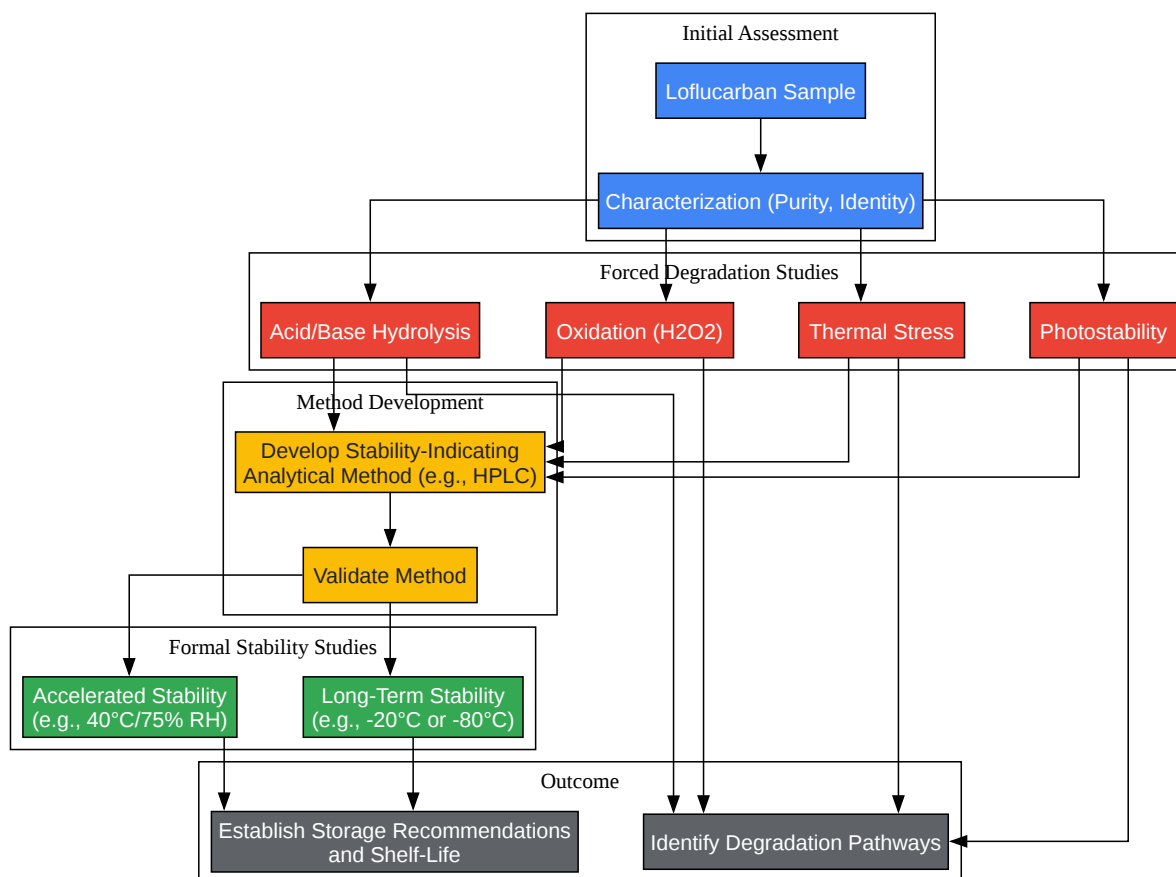 Initial Assessment
Loflucarban Sample
Characterization (Purity, Identity)
Forced Degradation Studies
Acid/Base Hydrolysis
Oxidation (H2O2)
Thermal Stress
Photostability
Method Development
Develop Stability-Indicating
Analytical Method (e.g., HPLC)
Validate Method
Formal Stability Studies
Accelerated Stability
(e.g., 40°C/75% RH)
Long-Term Stability
(e.g., -20°C or -80°C)
Outcome
Establish Storage Recommendations
and Shelf-Life
Identify Degradation Pathways